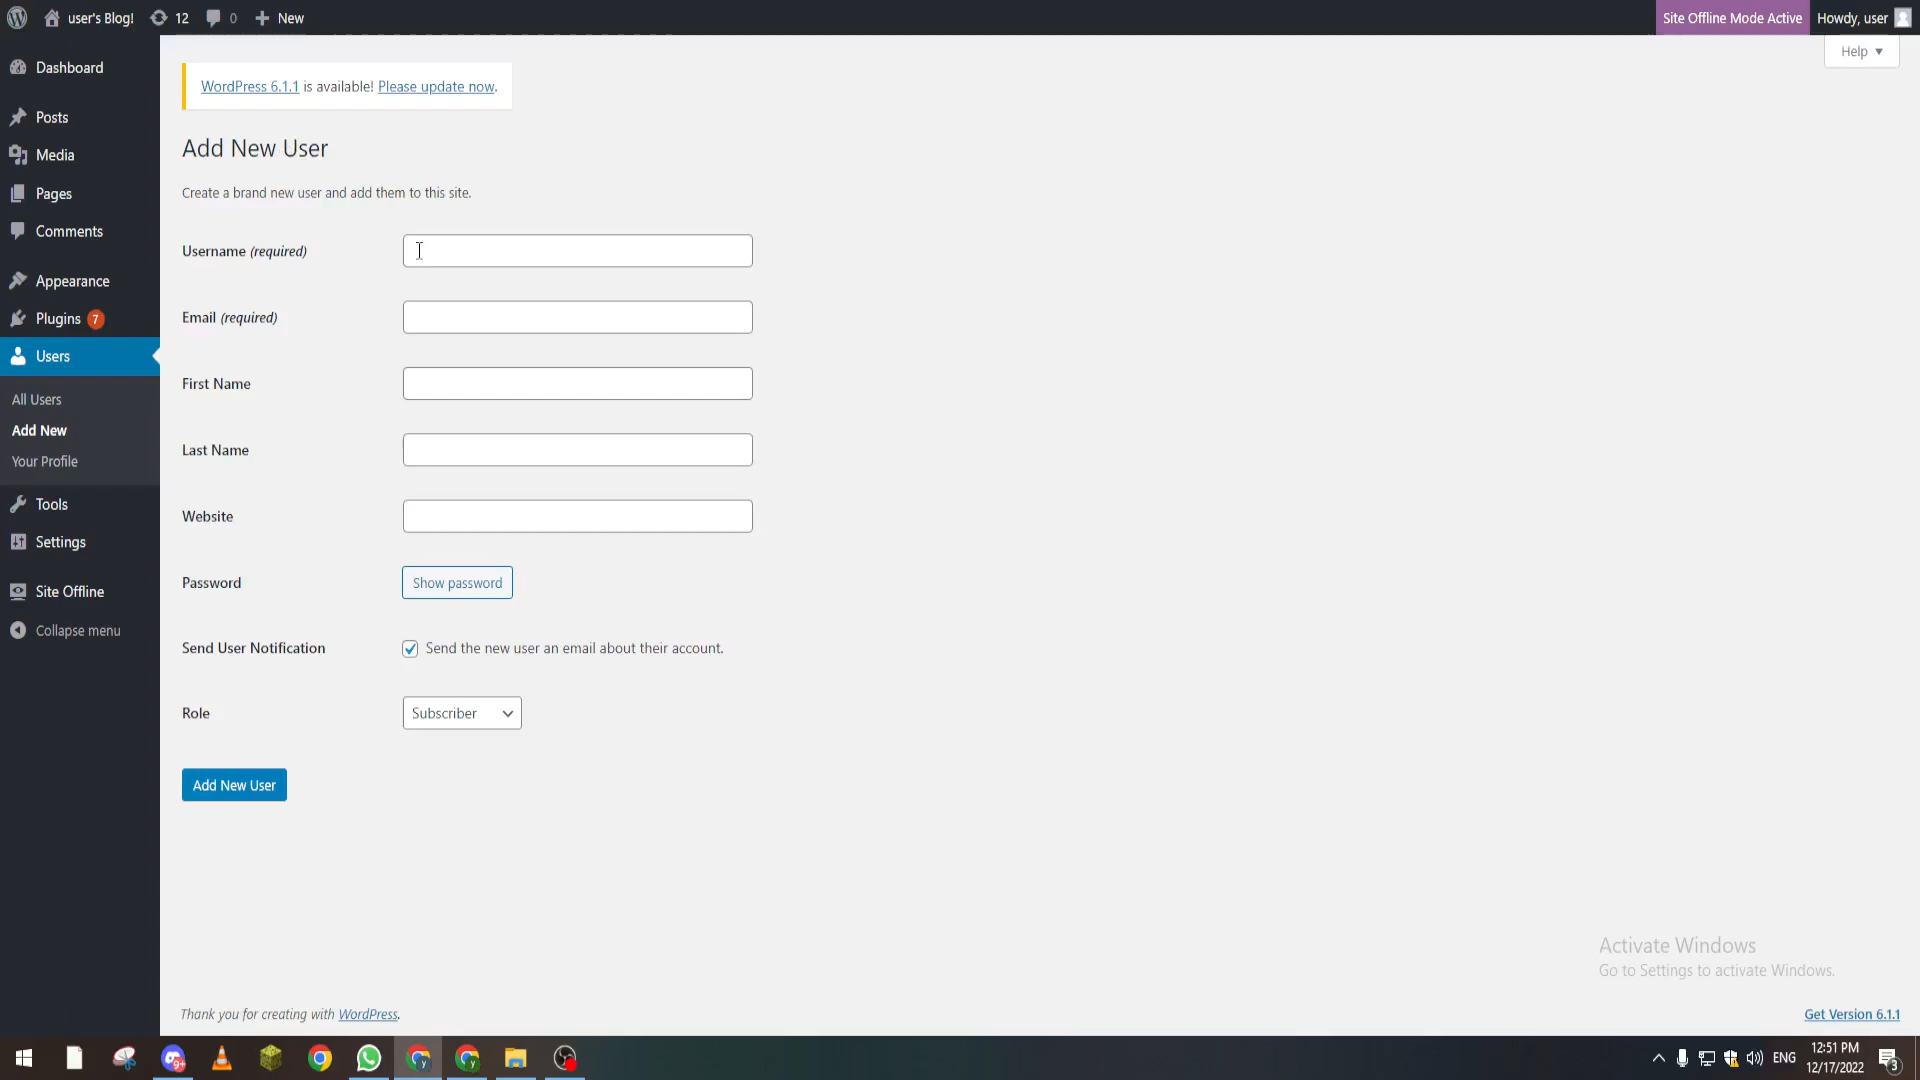 user's Blog! 12 0 New Site Offline Mode Active Howdy, user
Help
Dashboard
Posts
Media
Pages
Comments
Appearance
Plugins 7
Users
All Users
Add New
Your Profile
Tools
Settings
Site Offline
Collapse menu
WordPress 6.1.1 is available! Please update now.
Add New User
Create a brand new user and add them to this site.
Username (required)
Email (required)
First Name
Last Name
Website
Password Show password
Send User Notification Send the new user an email about their account.
Role Subscriber
Add New User
Activate Windows
Go to Settings to activate Windows.
Thank you for creating with WordPress. Get Version 6.1.1
9+ y y ENG 12:51 PM
12/17/2022 3